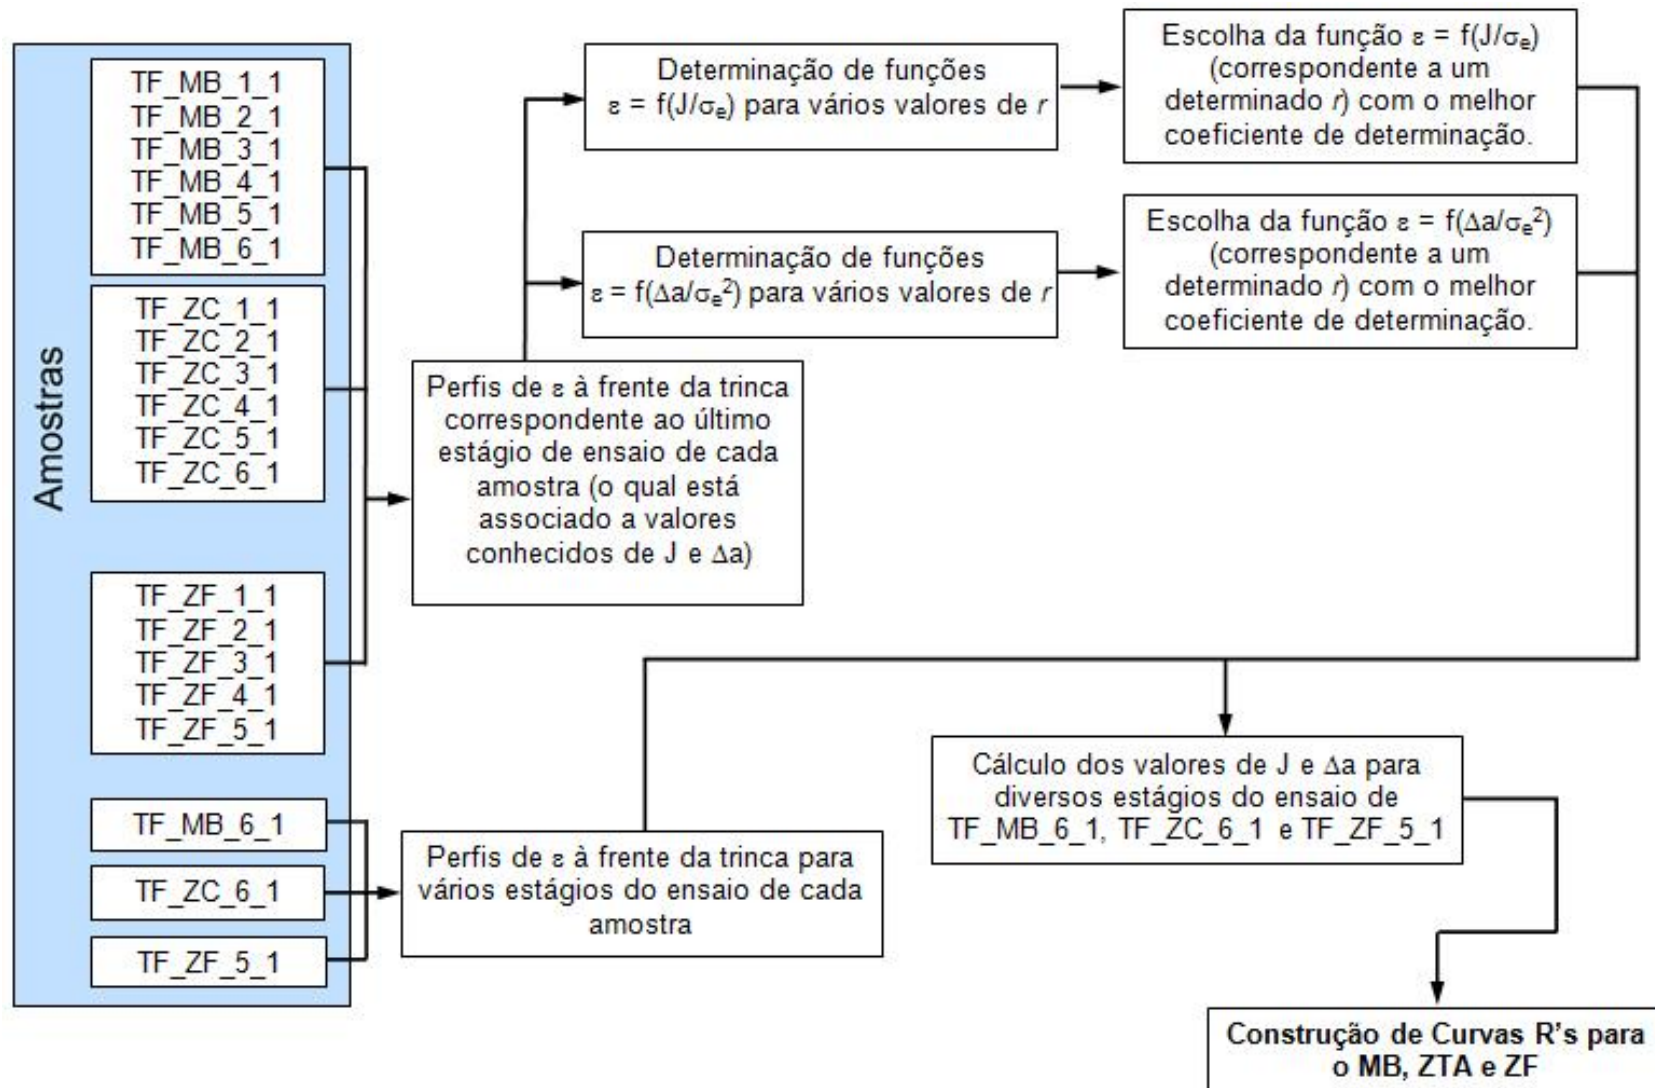 Amostras
TF_MB_1_1
TF_MB_2_1
TF_MB_3_1
TF_MB_4_1
TF_MB_5_1
TF_MB_6_1
TF_ZC_1_1
TF_ZC_2_1
TF_ZC_3_1
TF_ZC_4_1
TF_ZC_5_1
TF_ZC_6_1
TF_ZF_1_1
TF_ZF_2_1
TF_ZF_3_1
TF_ZF_4_1
TF_ZF_5_1
TF_MB_6_1
TF_ZC_6_1
TF_ZF_5_1
Perfis de ε à frente da trinca
correspondente ao último
estágio de ensaio de cada
amostra (o qual está
associado a valores
conhecidos de J e Δa)
Determinação de funções
ε = f(J/σₑ) para vários valores de r
Escolha da função ε = f(J/σₑ)
(correspondente a um
determinado r) com o melhor
coeficiente de determinação.
Determinação de funções
ε = f(Δa/σₑ²) para vários valores de r
Escolha da função ε = f(Δa/σₑ²)
(correspondente a um
determinado r) com o melhor
coeficiente de determinação.
Perfis de ε à frente da trinca para
vários estágios do ensaio de cada
amostra
Cálculo dos valores de J e Δa para
diversos estágios do ensaio de
TF_MB_6_1, TF_ZC_6_1 e TF_ZF_5_1
Construção de Curvas R's para
o MB, ZTA e ZF